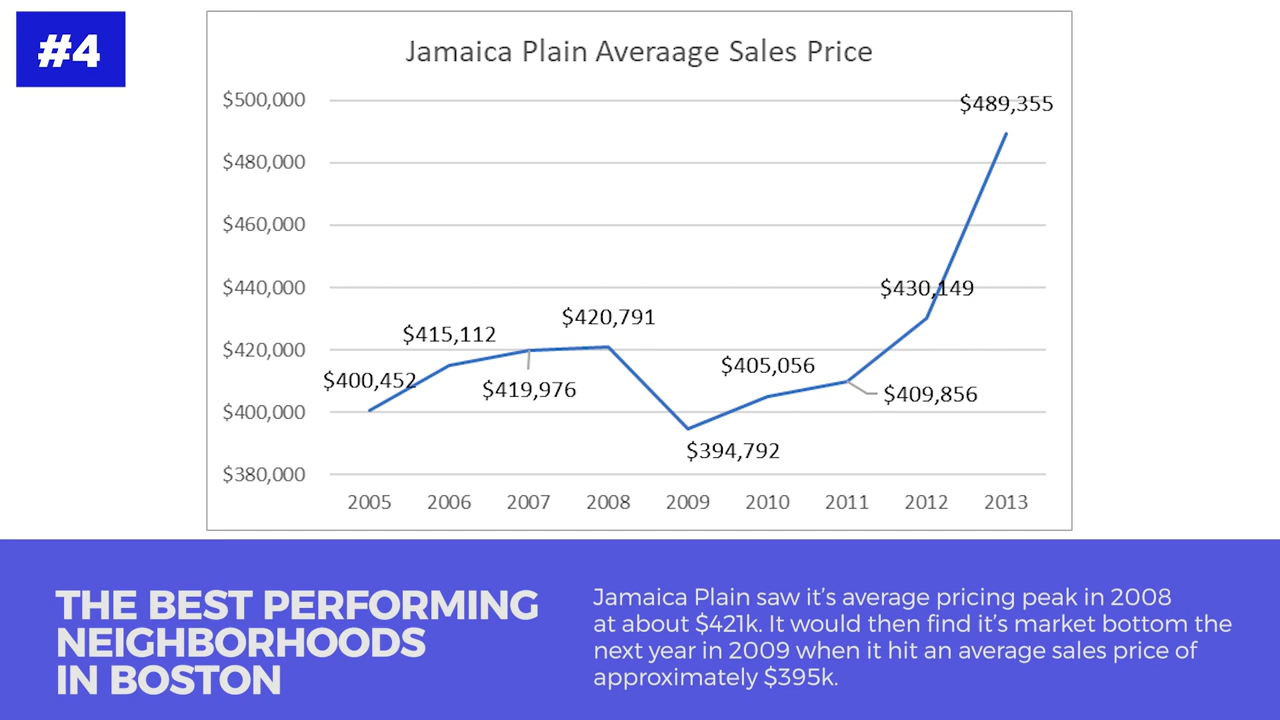 #4
Jamaica Plain Averaage Sales Price
$500,000
$480,000
$460,000
$440,000
$420,000
$400,000
$380,000
$400,452
$415,112
$419,976
$420,791
$394,792
$405,056
$409,856
$430,149
$489,355
2005 2006 2007 2008 2009 2010 2011 2012 2013
THE BEST PERFORMING
NEIGHBORHOODS
IN BOSTON
Jamaica Plain saw it’s average pricing peak in 2008
at about $421k. It would then find it’s market bottom the
next year in 2009 when it hit an average sales price of
approximately $395k.